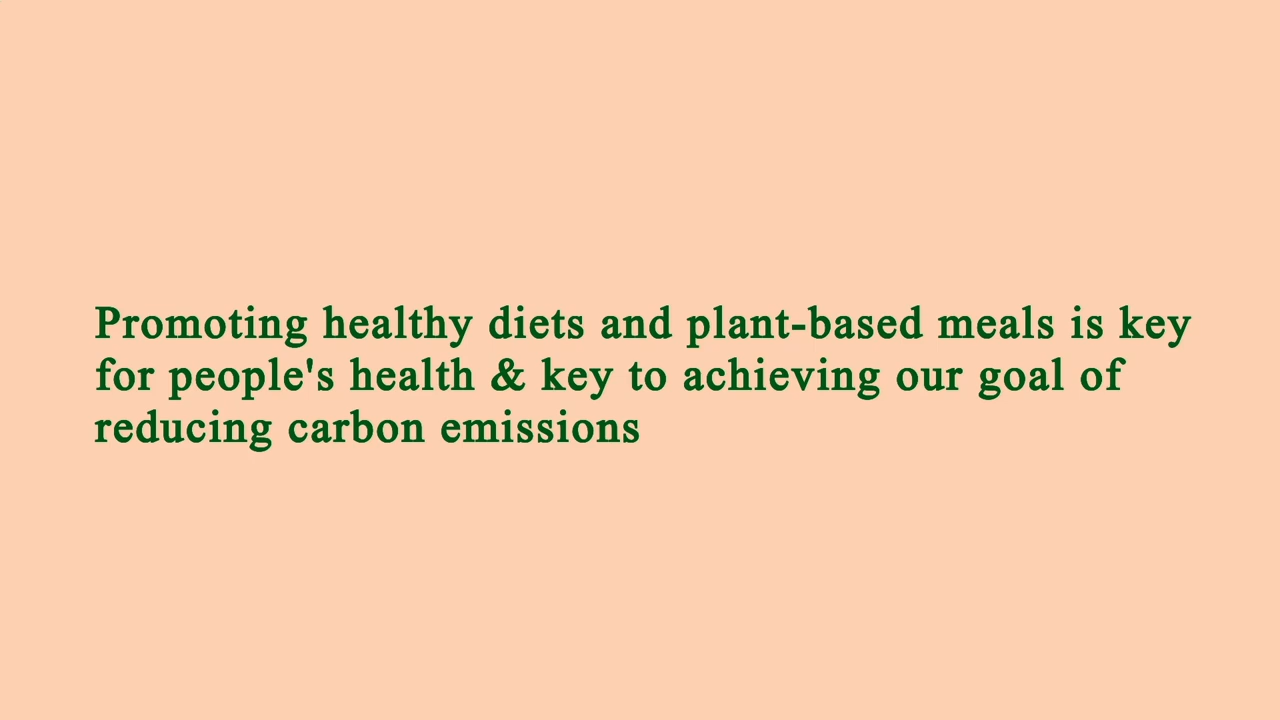 Promoting healthy diets and plant-based meals is key
for people's health & key to achieving our goal of
reducing carbon emissions